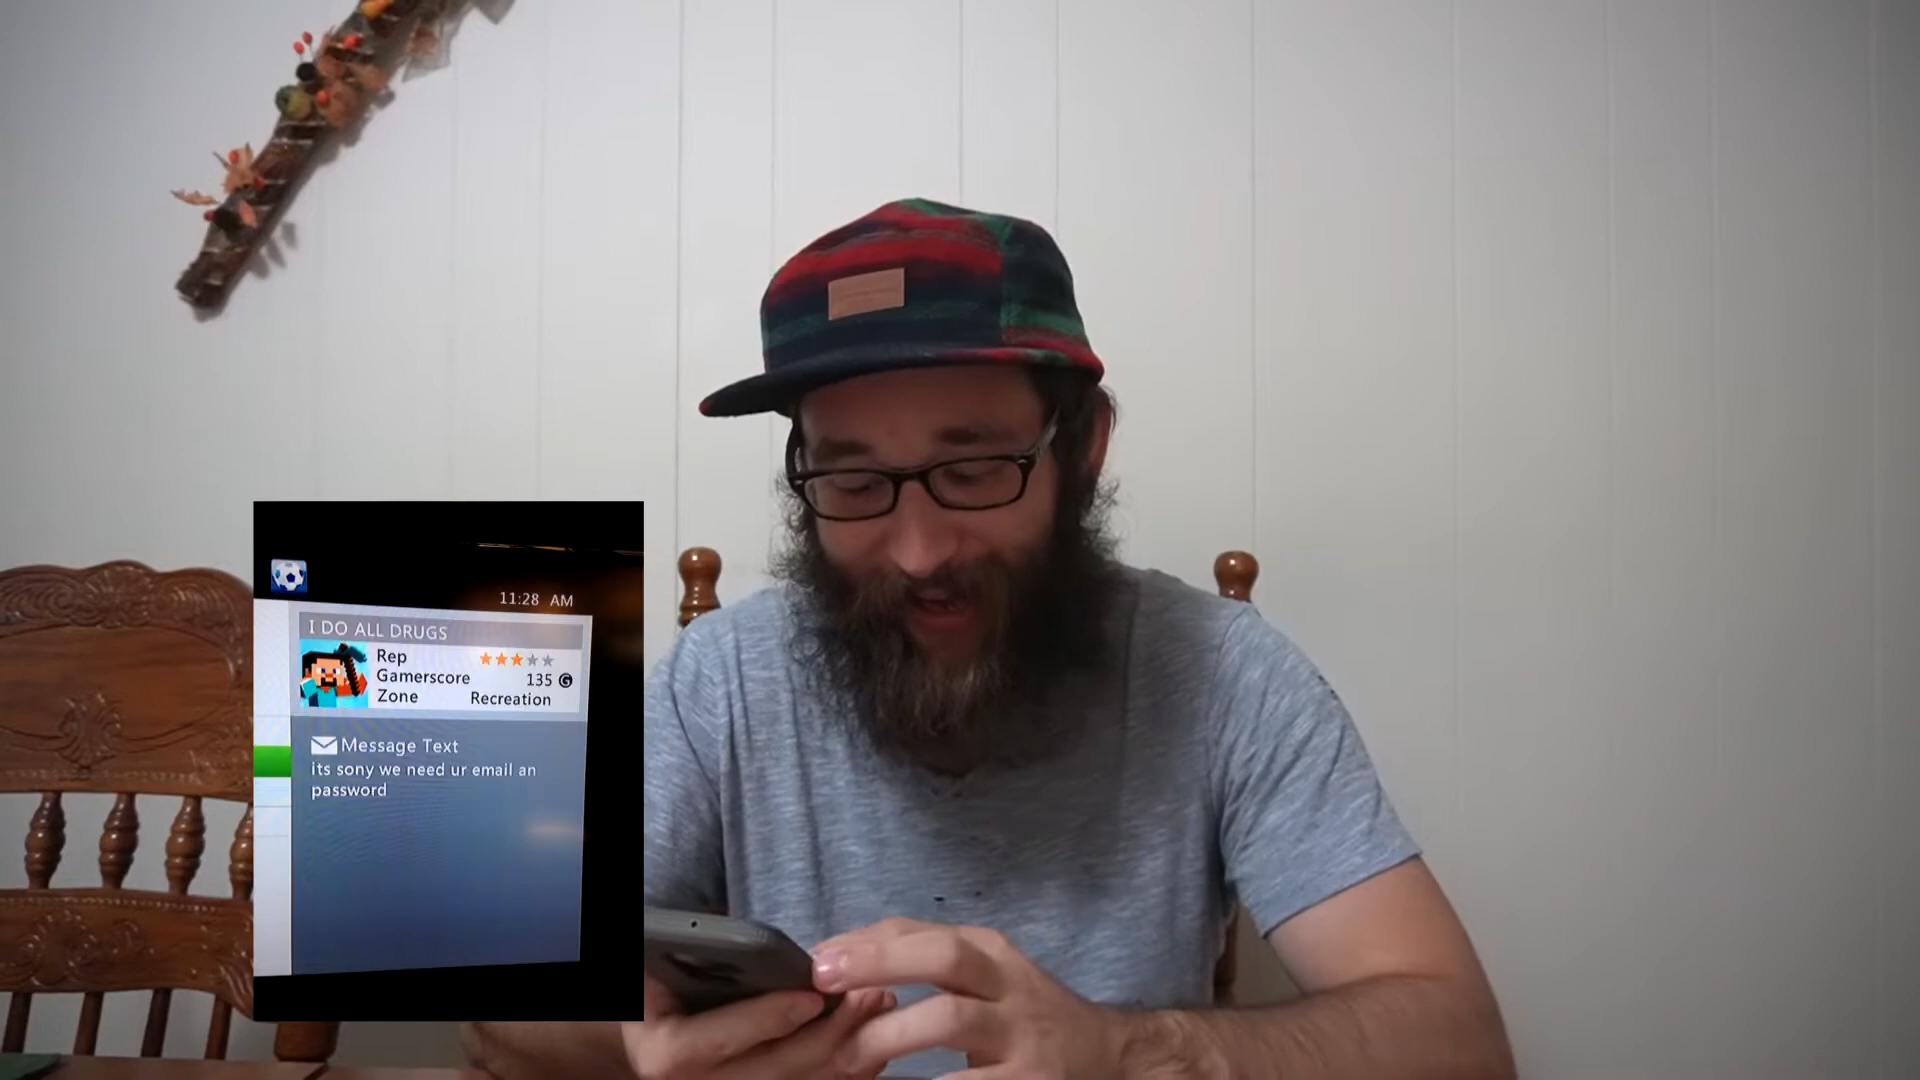 11:28 AM
I DO ALL DRUGS
Rep
Gamerscore 135 G
Zone Recreation
Message Text
its sony we need ur email an
password